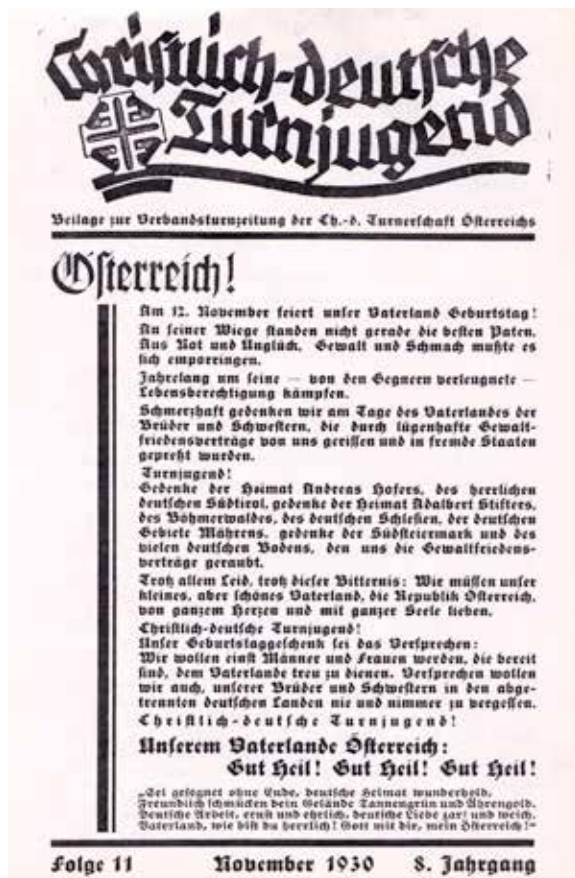 Christlich-deutsche
Turnjugend
Beilage zur Verbandsturnzeitung der Ch.-d. Turnerschaft Österreichs
Österreich!
Am 12. November feiert unser Vaterland Geburtstag!
An seiner Wiege standen nicht gerade die besten Paten.
Aus Not und Unglück, Gewalt und Schmach mußte es
sich emporringen.
Jahrelang um seine — von den Gegnern verleugnete —
Lebensberechtigung kämpfen.
Schmerzhaft gedenken wir am Tage des Vaterlandes der
Brüder und Schwestern, die durch lügenhafte Gewalt-
friedensverträge von uns gerissen und in fremde Staaten
gepreßt wurden.
Turnjugend!
Gedenke der Heimat Andreas Hofers, des herrlichen
deutschen Südtirol, gedenke der Heimat Adalbert Stifters,
des Böhmerwaldes, des deutschen Schlesien, der deutschen
Gebiete Mährens, gedenke der Südsteiermark und des
vielen deutschen Bodens, den uns die Gewaltfriedens-
verträge geraubt.
Trotz allem Leid, trotz dieser Bitternis: Wir müssen unser
kleines, aber schönes Vaterland, die Republik Österreich,
von ganzem Herzen und mit ganzer Seele lieben.
Christlich-deutsche Turnjugend!
Unser Geburtstaggeschenk sei das Versprechen:
Wir wollen einst Männer und Frauen werden, die bereit
sind, dem Vaterlande treu zu dienen. Versprechen wollen
wir auch, unserer Brüder und Schwestern in den abge-
trennten deutschen Landen nie und nimmer zu vergessen.
Christlich-deutsche Turnjugend!
Unserem Vaterlande Österreich:
Gut Heil! Gut Heil! Gut Heil!
„Sei gesegnet ohne Ende, deutsche Heimat wunderhold,
Freundlich schmücken dein Gelände Tannengrün und Ährengold.
Deutsche Arbeit, ernst und ehrlich, deutsche Liebe zart und weich,
Vaterland, wie bist du herrlich! Gott mit dir, mein Österreich!“
Folge 11 November 1930 8. Jahrgang